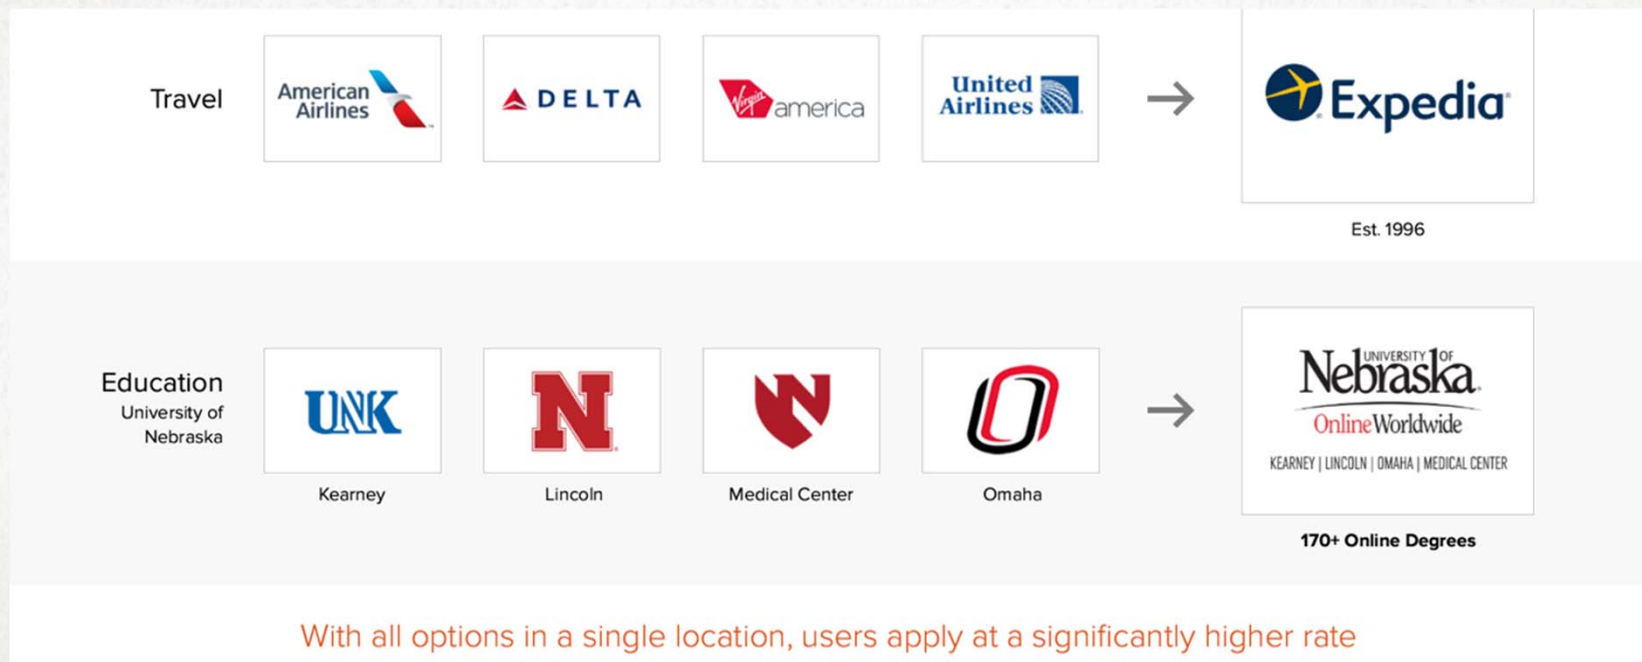 Travel
American
Airlines
DELTA
Virgin america
United
Airlines
Expedia
Est. 1996
Education
University of
Nebraska
UNK
N
N
O
UNIVERSITY OF
Nebraska
Online Worldwide
KEARNEY | LINCOLN | OMAHA | MEDICAL CENTER
Kearney
Lincoln
Medical Center
Omaha
170+ Online Degrees
With all options in a single location, users apply at a significantly higher rate